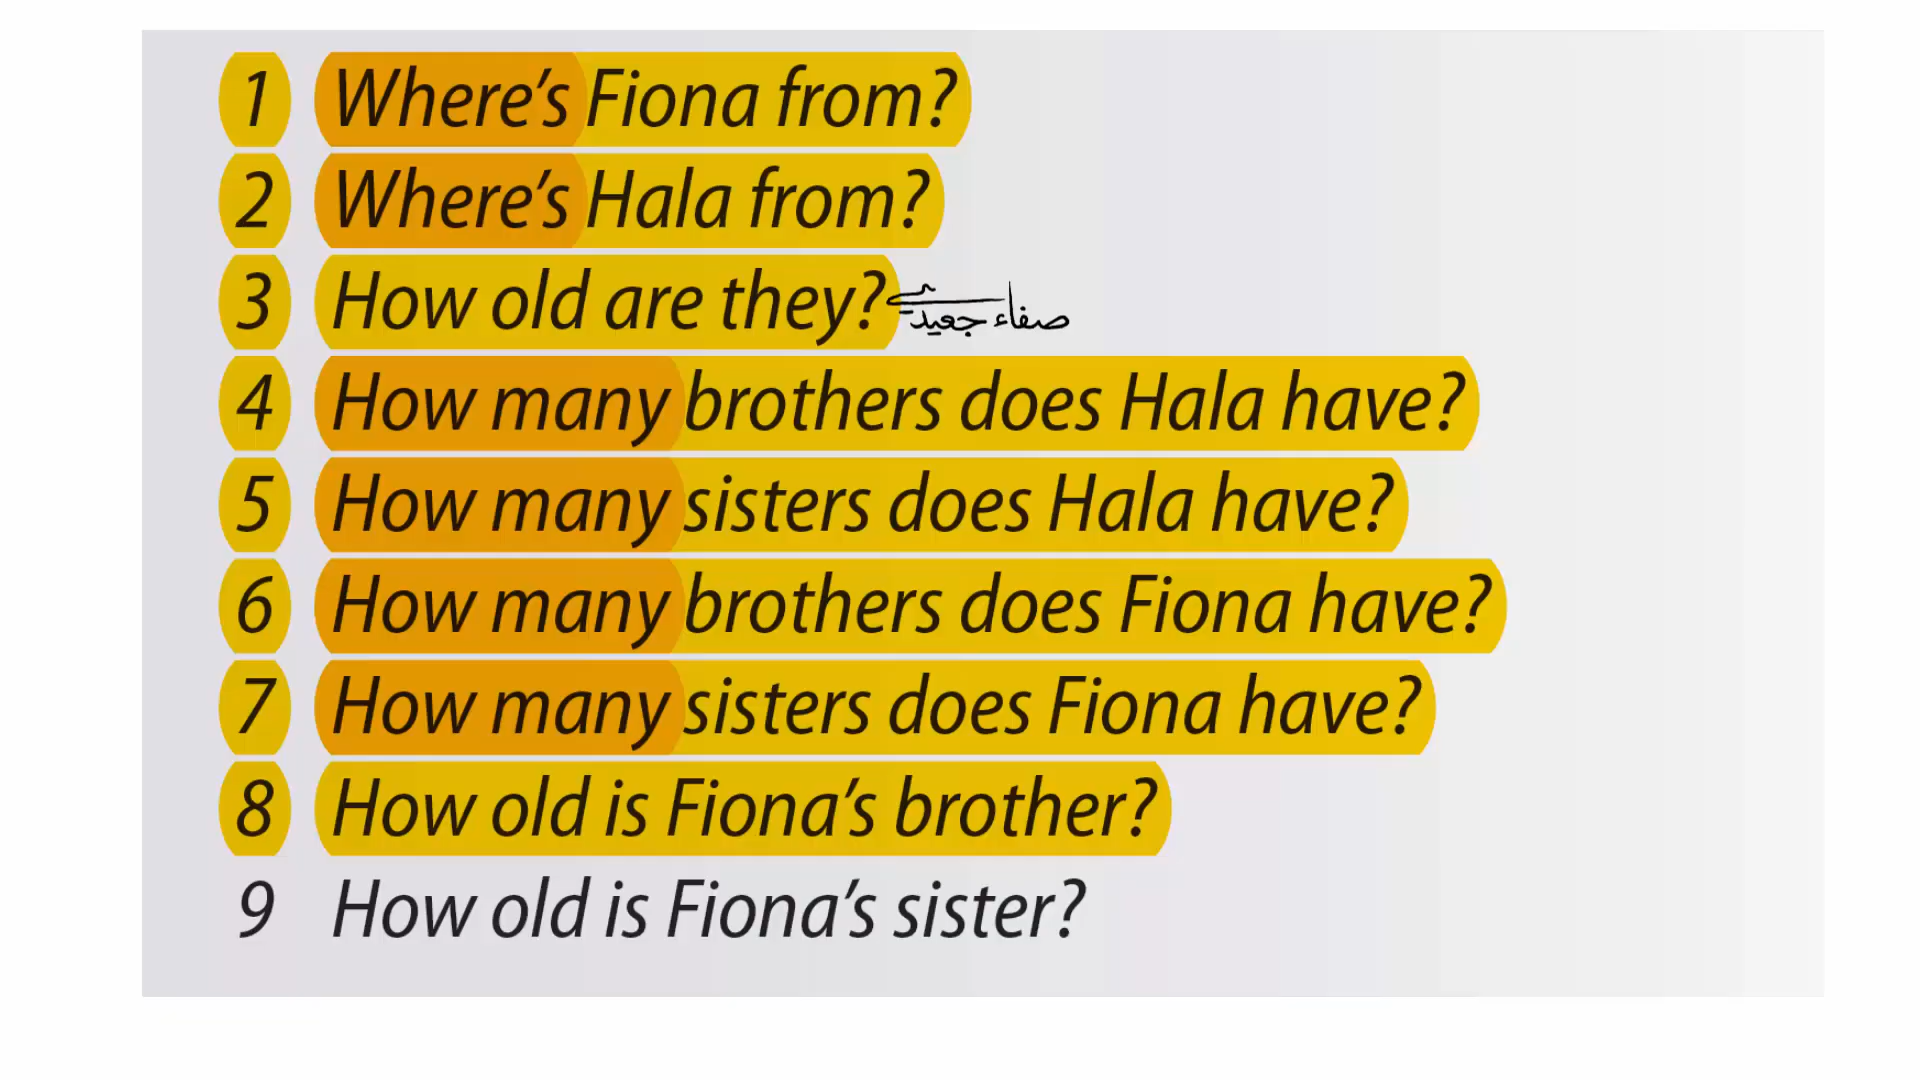 1 Where's Fiona from?
2 Where's Hala from?
3 How old are they?
صفاء جعيدي
4 How many brothers does Hala have?
5 How many sisters does Hala have?
6 How many brothers does Fiona have?
7 How many sisters does Fiona have?
8 How old is Fiona's brother?
9 How old is Fiona's sister?